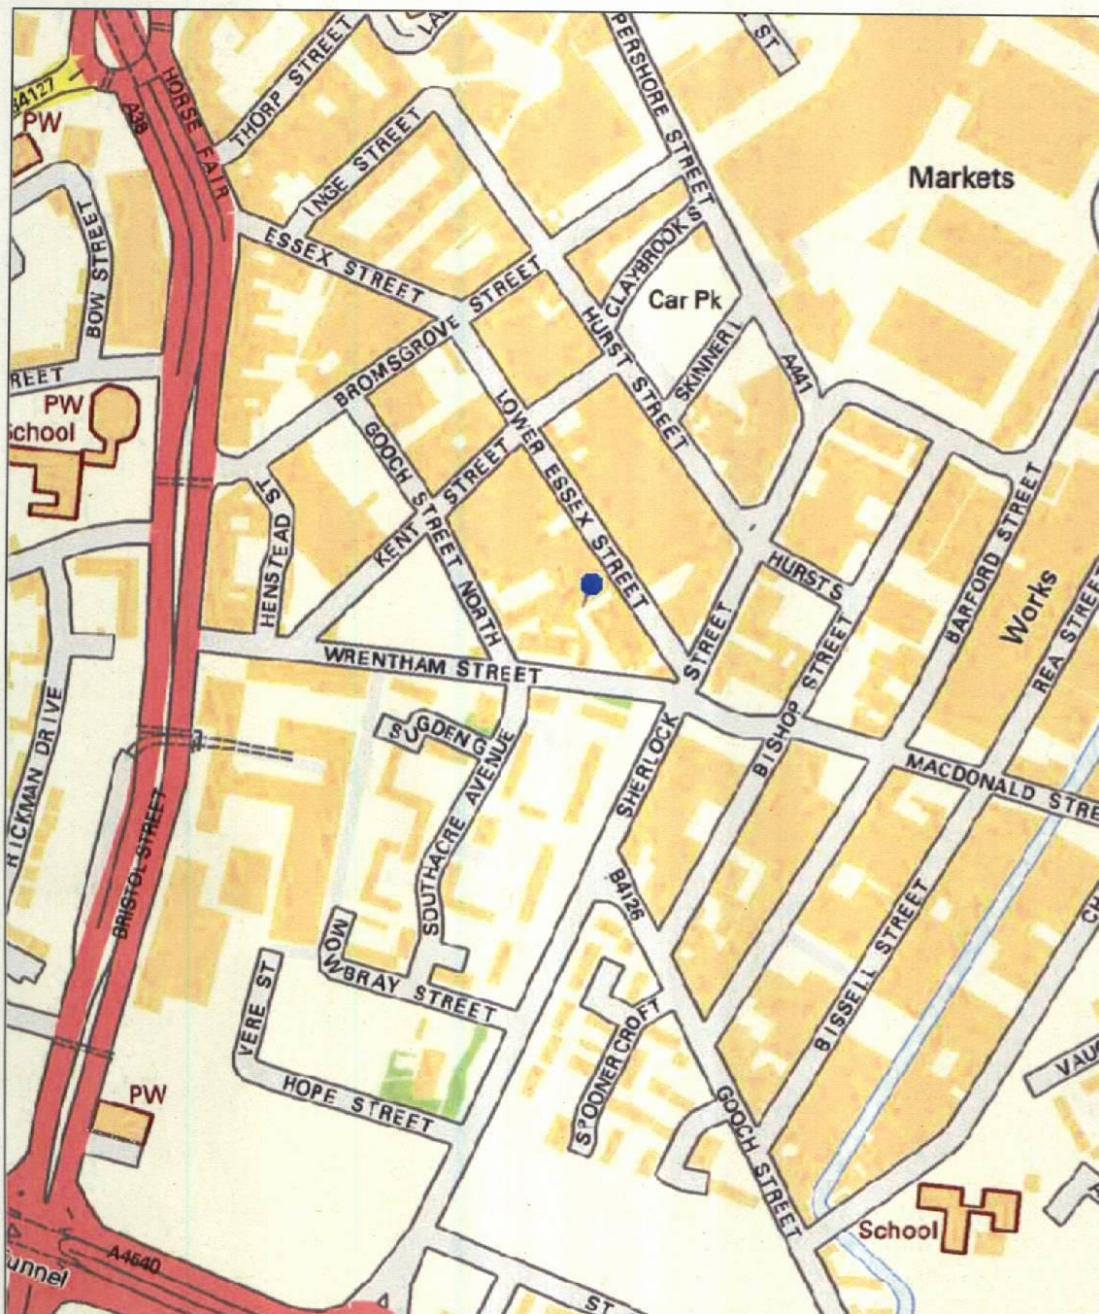 THORP STREET
PERSHORE STREET
ST
B4127
PW
A38
HORSE FAIR
INGE STREET
Markets
BOW STREET
ESSEX STREET
CLAYBROOK S
Car Pk
BROMSGROVE STREET
HURST STREET
SKINNER L
A441
REET
PW
School
GOOCH STREET NORTH
LOWER ESSEX STREET
KENT STREET
HENSTEAD ST
HURST S
BARFORD STREET
Works
REA STREET
WRENTHAM STREET
SHERLOCK STREET
BISHOP STREET
SUGDEN G
RICKMAN DRIVE
MACDONALD STRE
SOUTHACRE AVENUE
BRISTOL STREET
B4126
CH
BISSELL STREET
MOWBRAY STREET
VERE ST
SPOONER CROFT
VAUG
HOPE STREET
PW
GOOCH STREET
School
A4540
unnel
ST